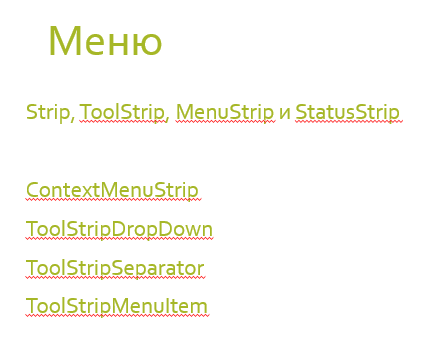 Меню
Strip, ToolStrip, MenuStrip и StatusStrip
ContextMenuStrip
ToolStripDropDown
ToolStripSeparator
ToolStripMenuItem